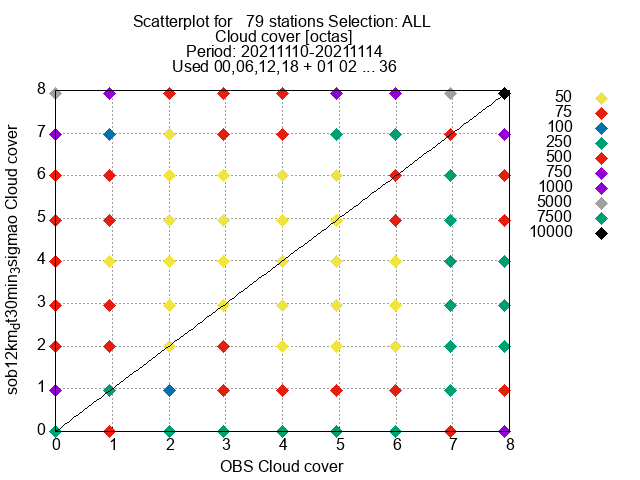 Scatterplot for 79 stations Selection: ALL
Cloud cover [octas]
Period: 20211110-20211114
Used 00,06,12,18 + 01 02 ... 36
8
7
6
5
4
3
2
1
0
sob12km_dt30min_3sigmao Cloud cover
0 1 2 3 4 5 6 7 8
OBS Cloud cover
50
75
100
250
500
750
1000
5000
7500
10000